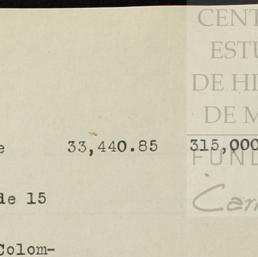 CENT
ESTU
DE HI
DE M
e 33,440.85 315,000
FUND
Car
de 15
Colom-